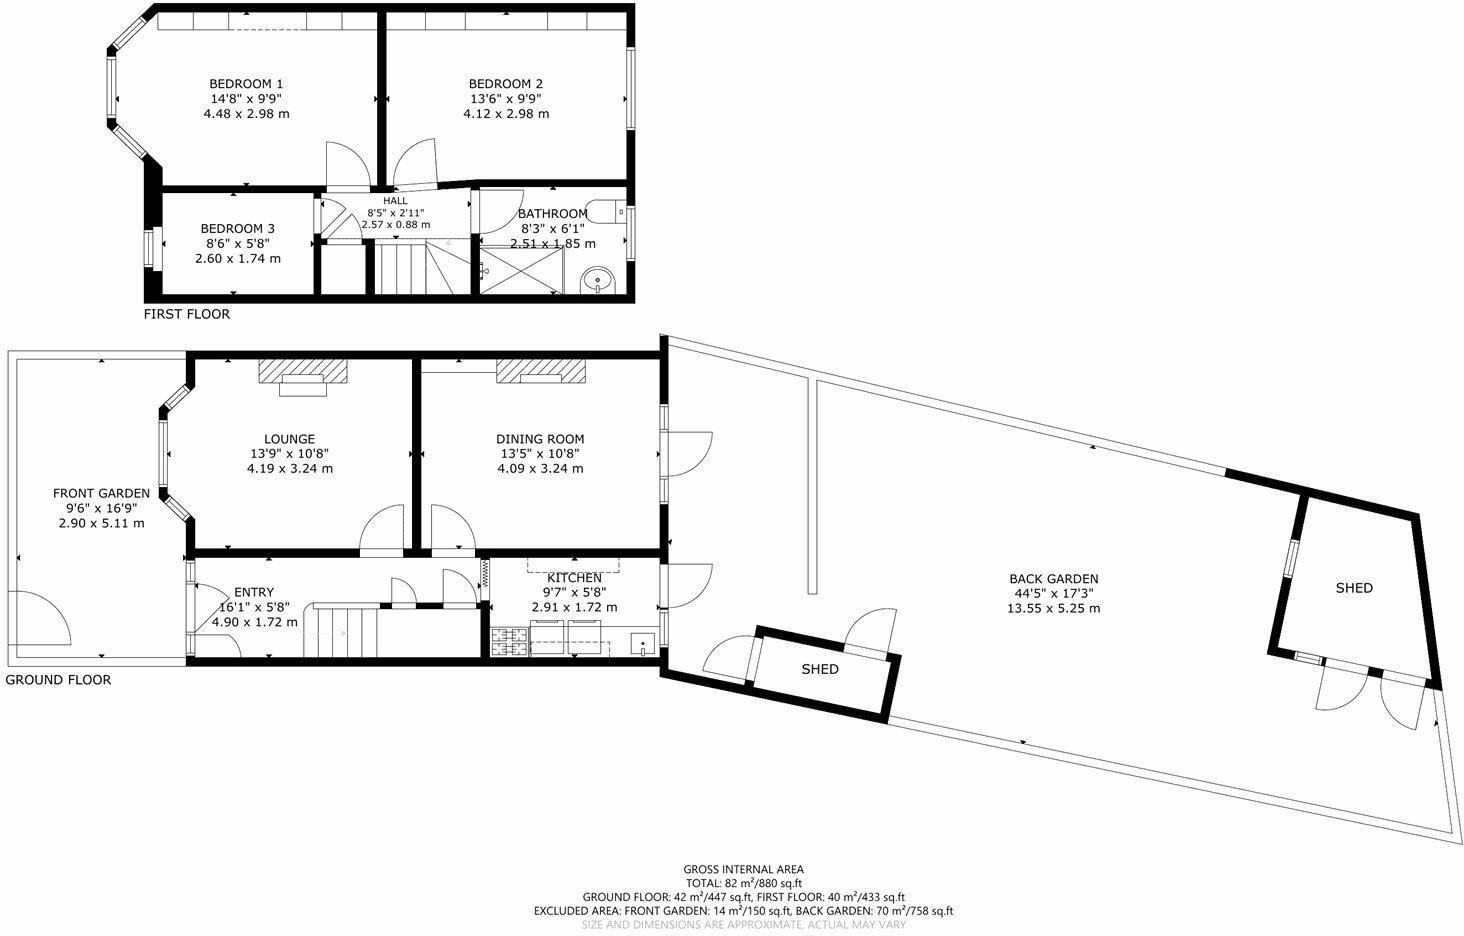 BEDROOM 1
14'8" x 9'9"
4.48 x 2.98 m
BEDROOM 2
13'6" x 9'9"
4.12 x 2.98 m
HALL
8'5" x 2'11"
2.57 x 0.88 m
BATHROOM
8'3" x 6'1"
2.51 x 1.85 m
BEDROOM 3
8'6" x 5'8"
2.60 x 1.74 m
FIRST FLOOR
LOUNGE
13'9" x 10'8"
4.19 x 3.24 m
DINING ROOM
13'5" x 10'8"
4.09 x 3.24 m
FRONT GARDEN
9'6" x 16'9"
2.90 x 5.11 m
ENTRY
16'1" x 5'8"
4.90 x 1.72 m
KITCHEN
9'7" x 5'8"
2.91 x 1.72 m
BACK GARDEN
44'5" x 17'3"
13.55 x 5.25 m
SHED
SHED
GROUND FLOOR
GROSS INTERNAL AREA
TOTAL: 82 m²/880 sq.ft
GROUND FLOOR: 42 m²/447 sq.ft, FIRST FLOOR: 40 m²/433 sq.ft
EXCLUDED AREA: FRONT GARDEN: 14 m²/150 sq.ft, BACK GARDEN: 70 m²/758 sq.ft
SIZE AND DIMENSIONS ARE APPROXIMATE, ACTUAL MAY VARY